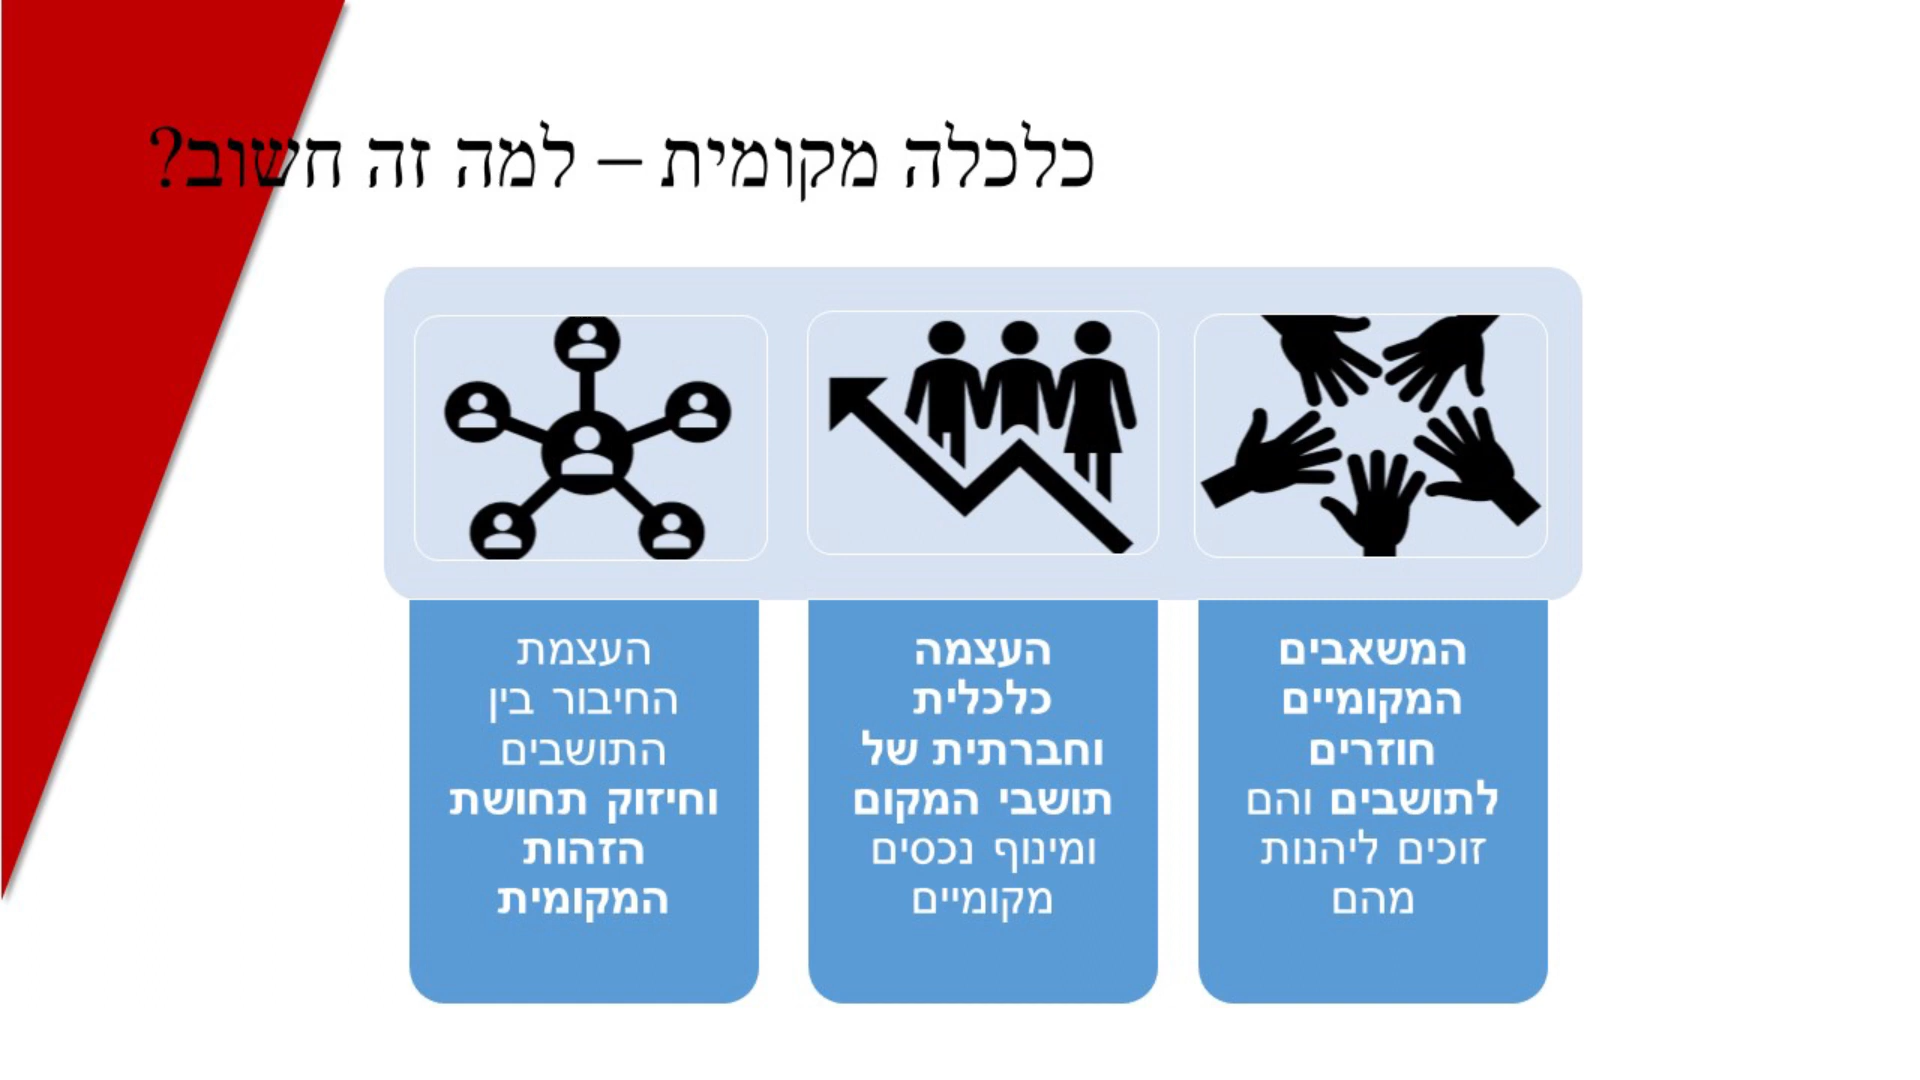 כלכלה מקומית – למה זה חשוב?
המשאבים
המקומיים
חוזרים
לתושבים והם
זוכים ליהנות
מהם
העצמה
כלכלית
וחברתית של
תושבי המקום
ומינוף נכסים
מקומיים
העצמת
החיבור בין
התושבים
וחיזוק תחושת
הזהות
המקומית